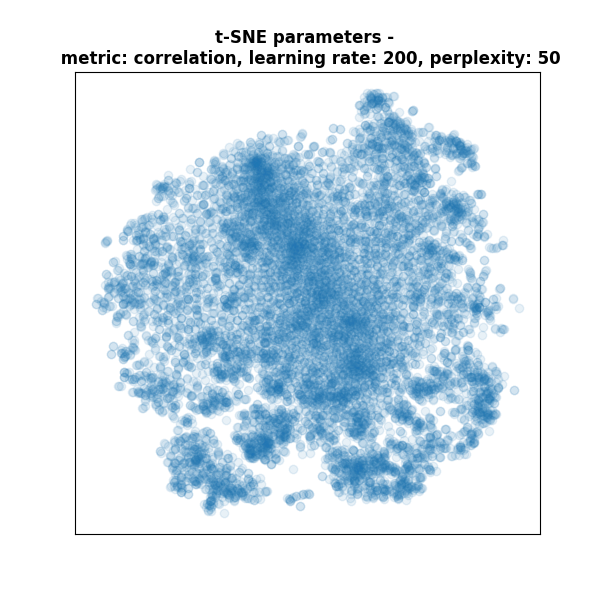 t-SNE parameters -
metric: correlation, learning rate: 200, perplexity: 50